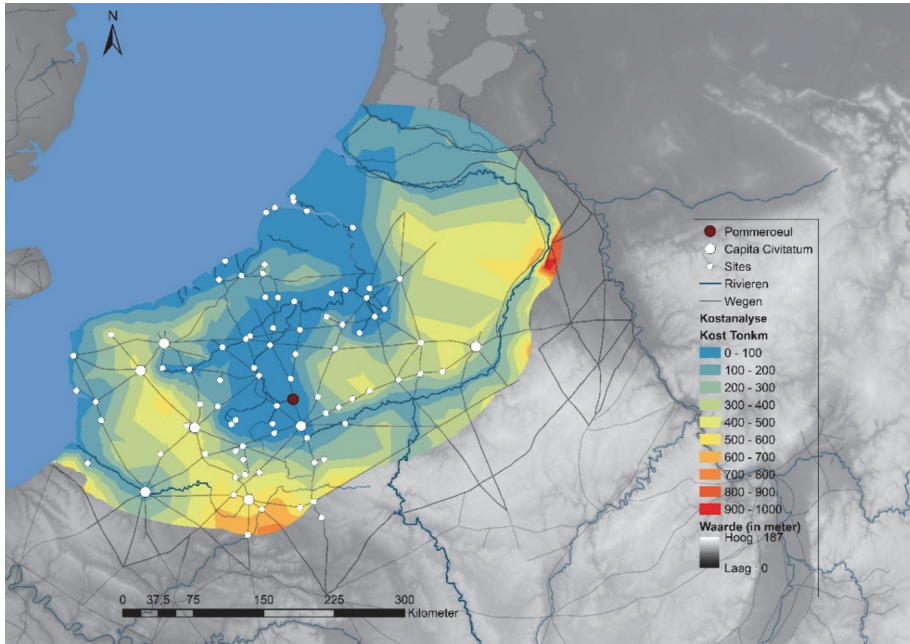 N
Pommeroeul
Capita Civitatum
Sites
Rivieren
Wegen
Kostanalyse
Kost Tonkm
0 - 100
100 - 200
200 - 300
300 - 400
400 - 500
500 - 600
600 - 700
700 - 800
800 - 900
900 - 1000
Waarde (in meter)
Hoog : 187
Laag : 0
0 37,5 75 150 225 300
Kilometer